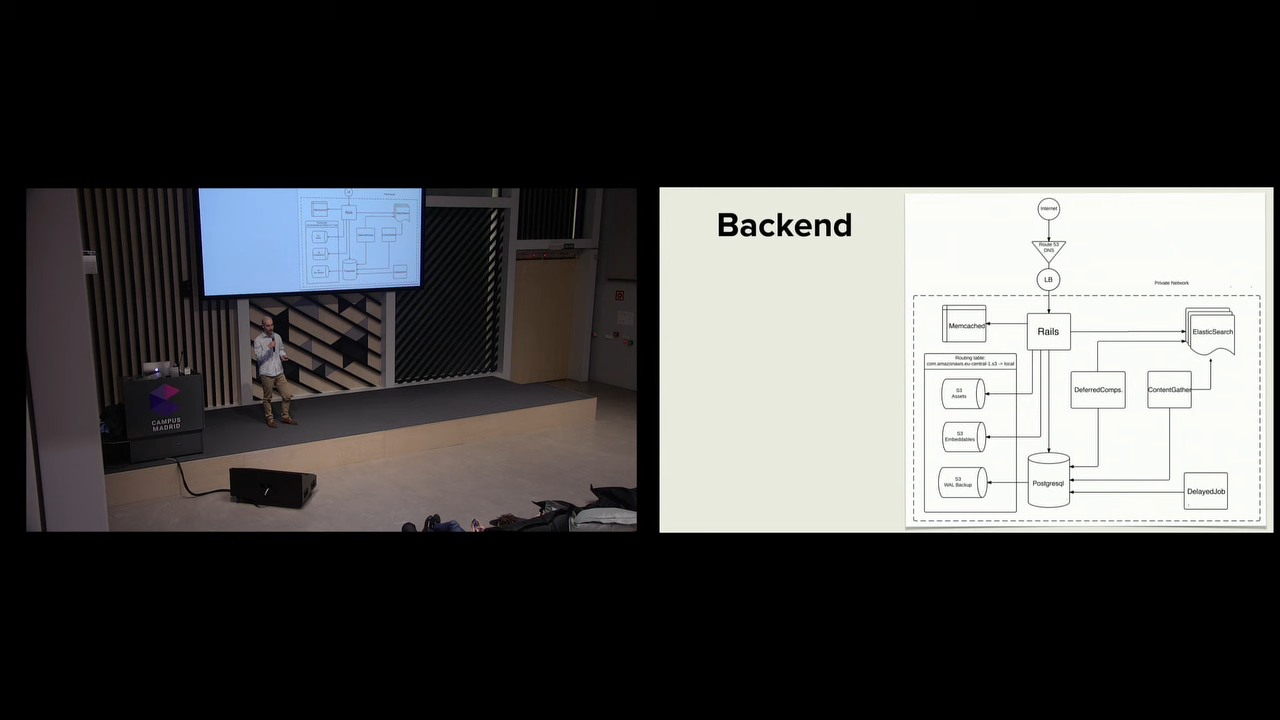 CAMPUS
MADRID
Backend
Internet
Route 53
DNS
LB
Private Network
Memcached
Rails
ElasticSearch
Routing table:
com.amazonaws.eu-central-1.s3 -> local
S3
Assets
DeferredComps.
ContentGather
S3
Embeddables
S3
WAL Backup
Postgresql
DelayedJob